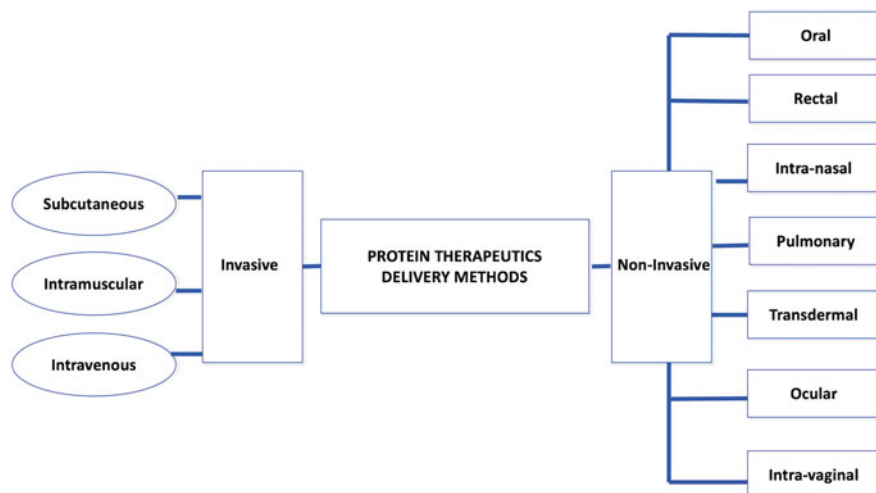 Oral
Rectal
Intra-nasal
Subcutaneous
Pulmonary
Invasive
PROTEIN THERAPEUTICS
DELIVERY METHODS
Non-Invasive
Intramuscular
Transdermal
Intravenous
Ocular
Intra-vaginal